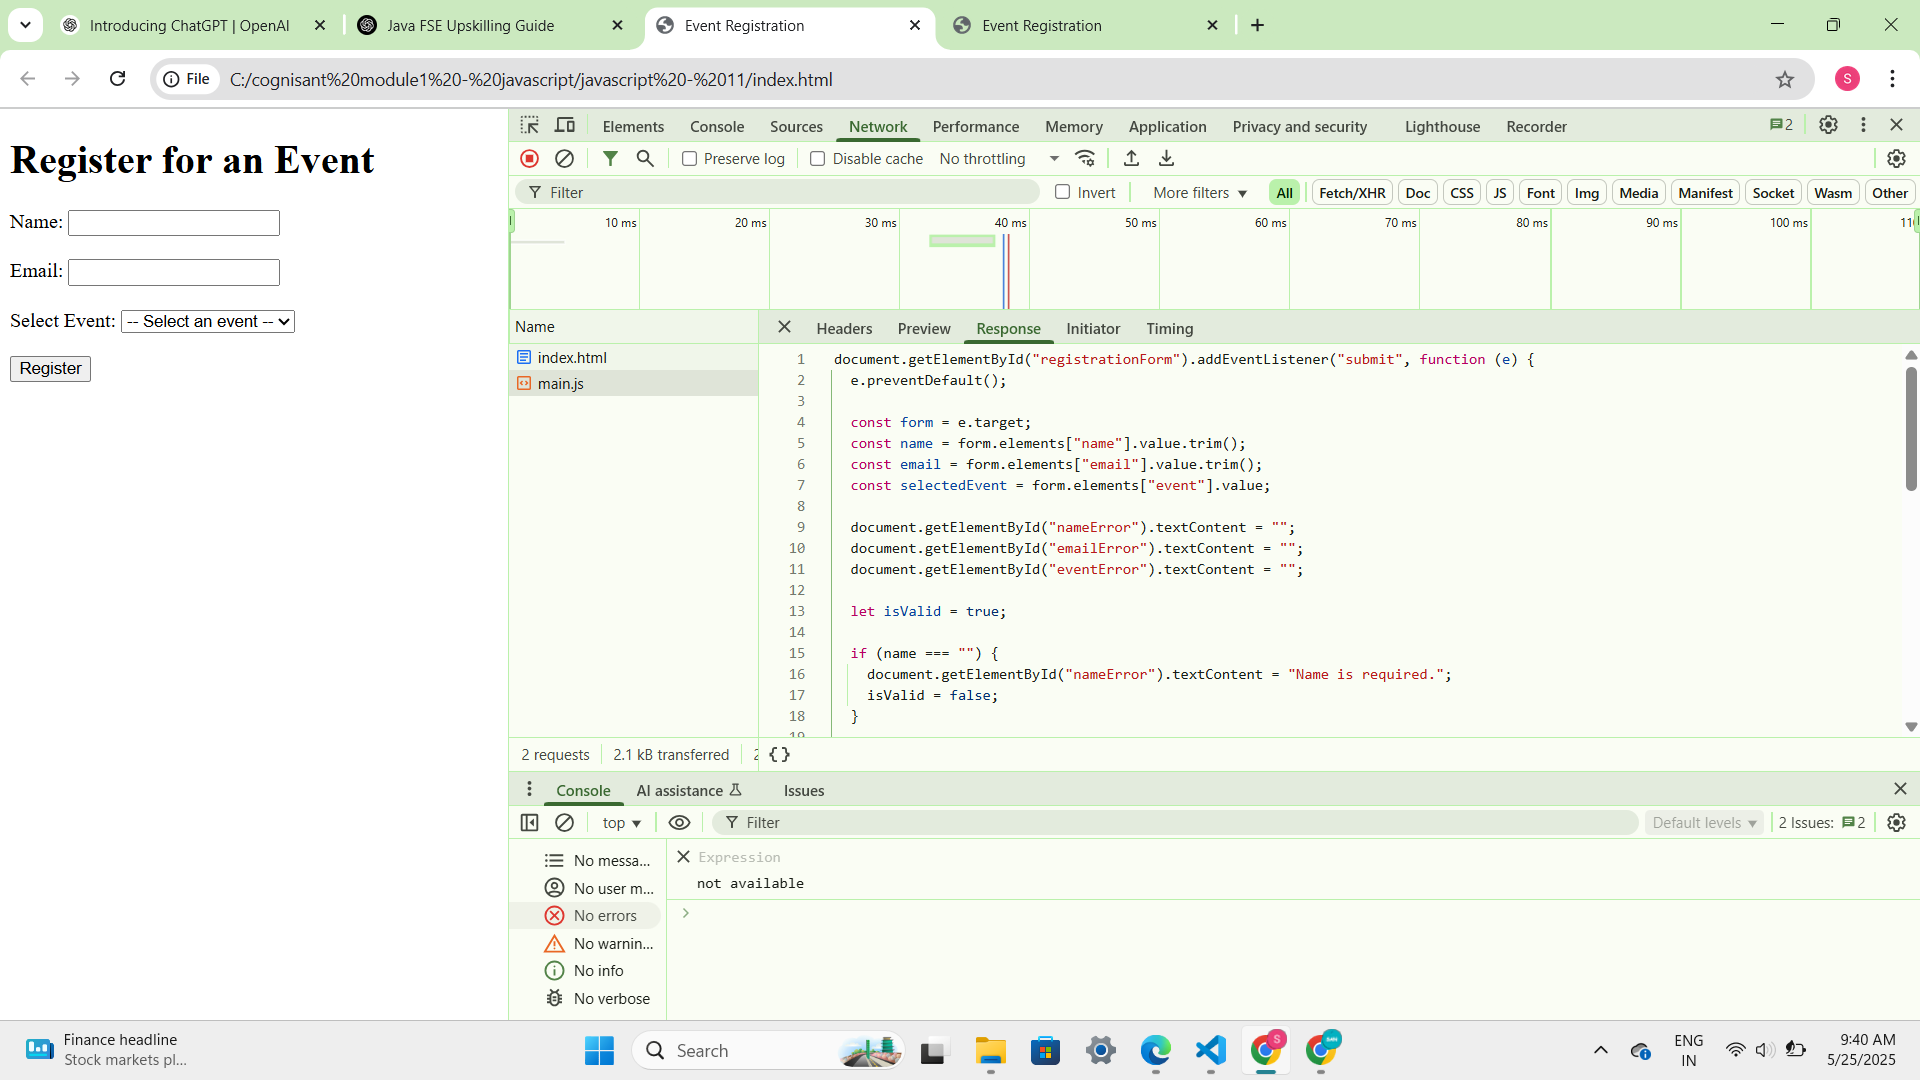 Introducing ChatGPT | OpenAI
Java FSE Upskilling Guide
Event Registration
Event Registration
File
C:/cognisant%20module1%20-%20javascript/javascript%20-%2011/index.html
S
Register for an Event
Name:
Email:
Select Event: -- Select an event --
Register
Elements Console Sources Network Performance Memory Application Privacy and security Lighthouse Recorder 2
Preserve log Disable cache No throttling
Filter Invert More filters All Fetch/XHR Doc CSS JS Font Img Media Manifest Socket Wasm Other
10 ms 20 ms 30 ms 40 ms 50 ms 60 ms 70 ms 80 ms 90 ms 100 ms
Name
index.html
main.js
Headers Preview Response Initiator Timing
1 document.getElementById("registrationForm").addEventListener("submit", function (e) {
2 e.preventDefault();
3
4 const form = e.target;
5 const name = form.elements["name"].value.trim();
6 const email = form.elements["email"].value.trim();
7 const selectedEvent = form.elements["event"].value;
8
9 document.getElementById("nameError").textContent = "";
10 document.getElementById("emailError").textContent = "";
11 document.getElementById("eventError").textContent = "";
12
13 let isValid = true;
14
15 if (name === "") {
16 document.getElementById("nameError").textContent = "Name is required.";
17 isValid = false;
18 }
19
2 requests 2.1 kB transferred 2
{}
Console AI assistance Issues
top Filter Default levels 2 Issues: 2
No messa...
No user m...
No errors
No warnin...
No info
No verbose
Expression
not available
Finance headline
Stock markets pl...
Search
S
ENG
IN
9:40 AM
5/25/2025